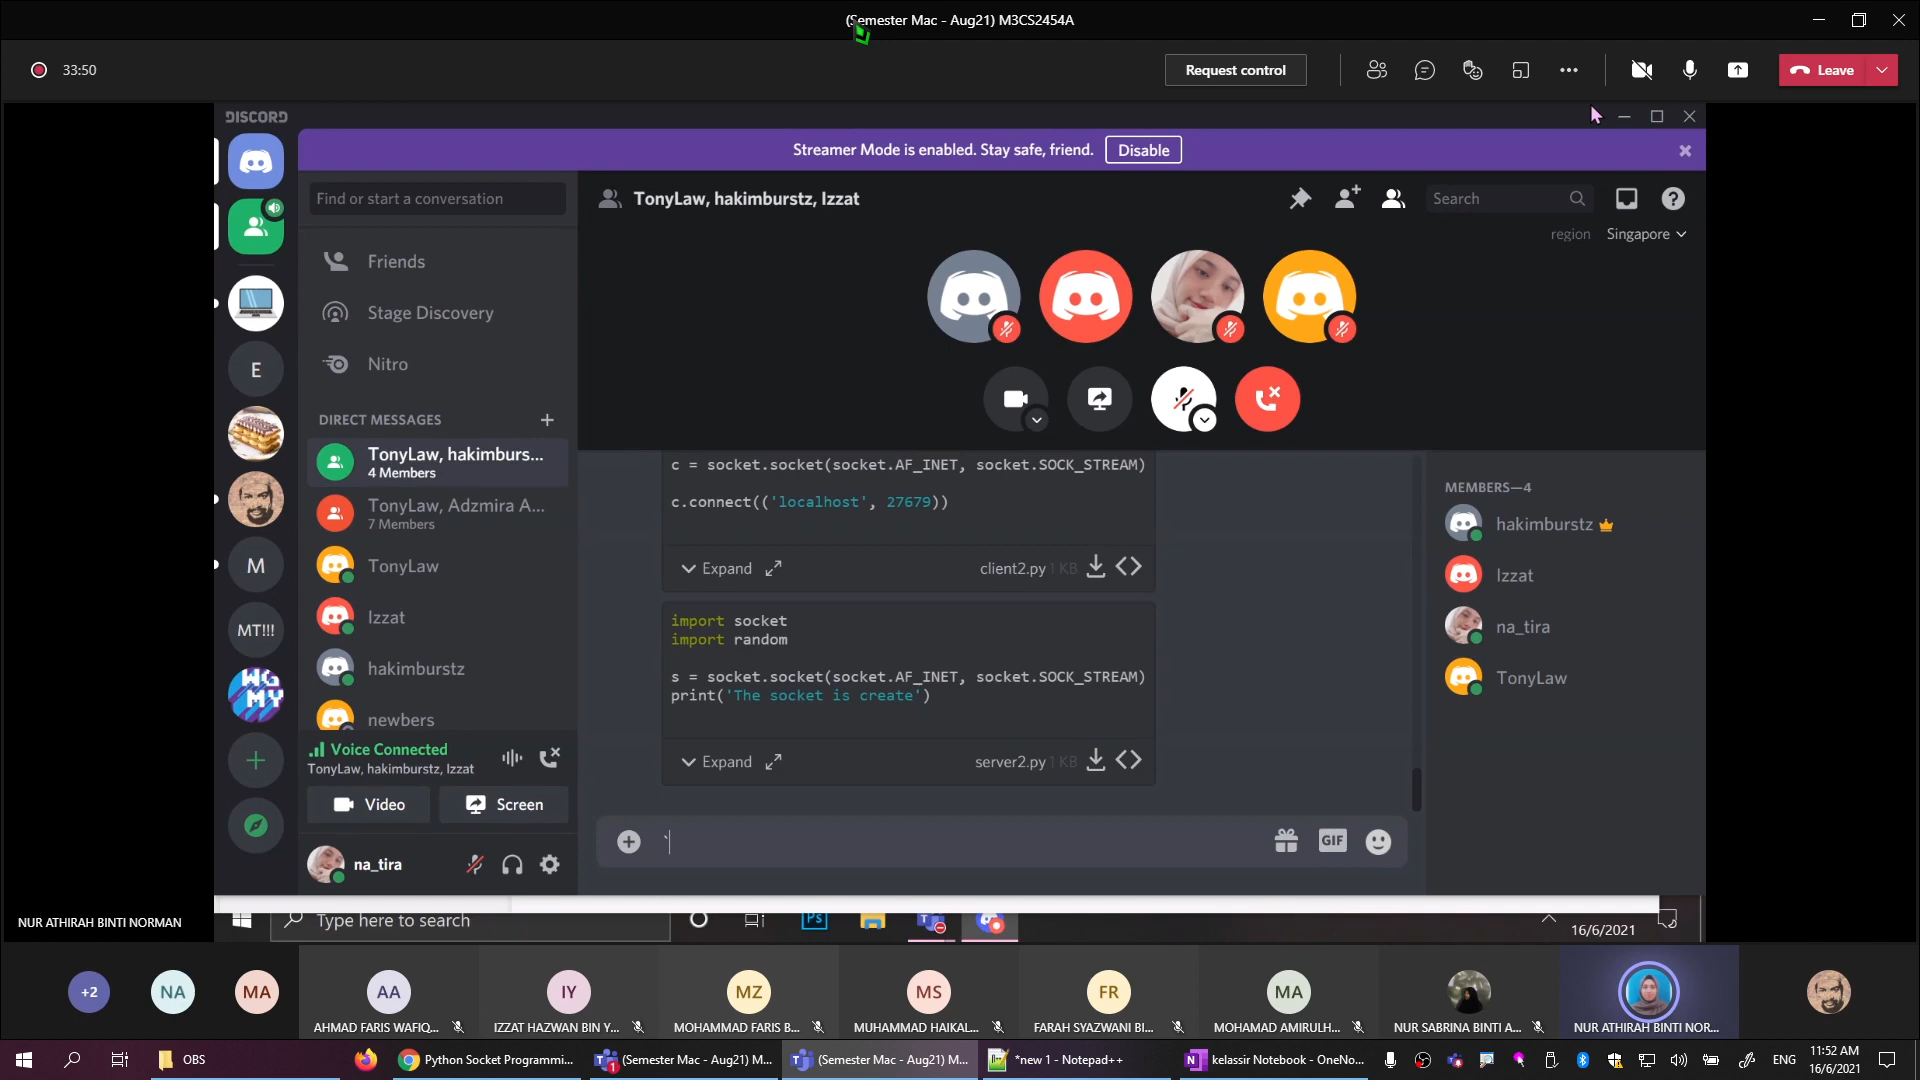 (Semester Mac - Aug21) M3CS2454A
33:50
Request control
Leave
DISCORD
Streamer Mode is enabled. Stay safe, friend.
Disable
Find or start a conversation
TonyLaw, hakimburstz, Izzat
Search
region Singapore
Friends
Stage Discovery
Nitro
DIRECT MESSAGES
TonyLaw, hakimburs...
4 Members
TonyLaw, Adzmira A...
7 Members
TonyLaw
Izzat
hakimburstz
newbers
E
M
MT!!!
WG
MY
Voice Connected
TonyLaw, hakimburstz, Izzat
Video
Screen
na_tira
c = socket.socket(socket.AF_INET, socket.SOCK_STREAM)
c.connect(('localhost', 27679))
Expand
client2.py 1 KB
import socket
import random
s = socket.socket(socket.AF_INET, socket.SOCK_STREAM)
print('The socket is create')
Expand
server2.py 1 KB
`
GIF
MEMBERS—4
hakimburstz
Izzat
na_tira
TonyLaw
NUR ATHIRAH BINTI NORMAN
Type here to search
Ps
16/6/2021
+2
NA
MA
AA
AHMAD FARIS WAFIQ...
IY
IZZAT HAZWAN BIN Y...
MZ
MOHAMMAD FARIS B...
MS
MUHAMMAD HAIKAL...
FR
FARAH SYAZWANI BI...
MA
MOHAMAD AMIRULH...
NUR SABRINA BINTI A...
NUR ATHIRAH BINTI NOR...
OBS
Python Socket Programmi...
(Semester Mac - Aug21) M...
(Semester Mac - Aug21) M...
*new 1 - Notepad++
kelassir Notebook - OneNo...
ENG
11:52 AM
16/6/2021